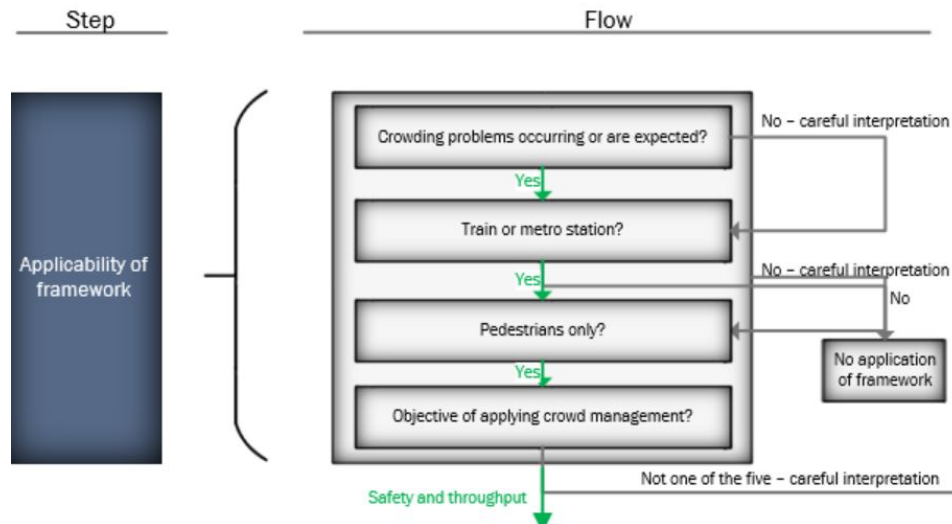 Step
Flow
Crowding problems occurring or are expected?
No – careful interpretation
Yes
Train or metro station?
Applicability of
framework
Yes
No – careful interpretation
No
Pedestrians only?
No application
of framework
Yes
Objective of applying crowd management?
Not one of the five – careful interpretation
Safety and throughput